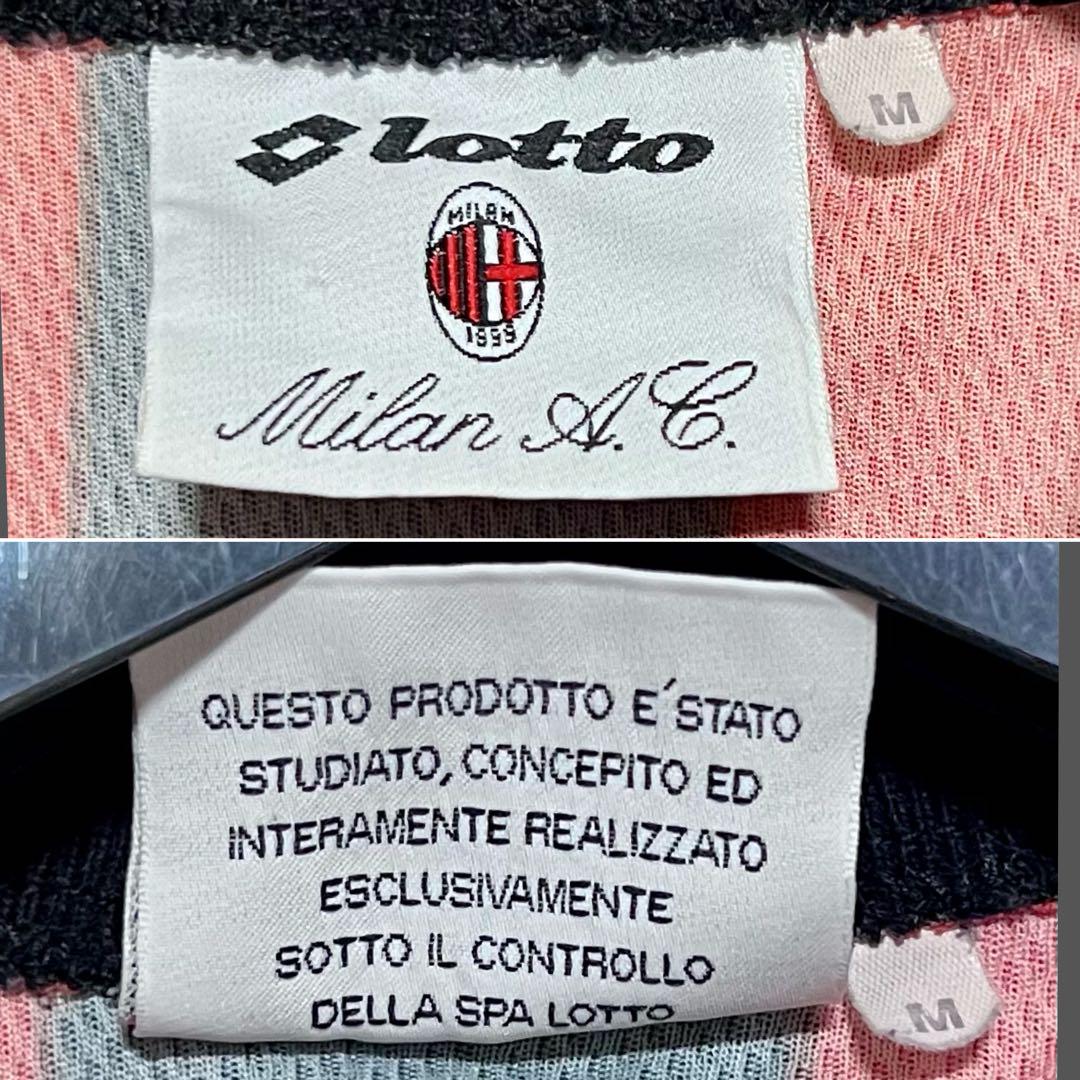 lotto
M
MILAN
1899
Milan A.C.
QUESTO PRODOTTO E´STATO
STUDIATO, CONCEPITO ED
INTERAMENTE REALIZZATO
ESCLUSIVAMENTE
SOTTO IL CONTROLLO
DELLA SPA LOTTO
M